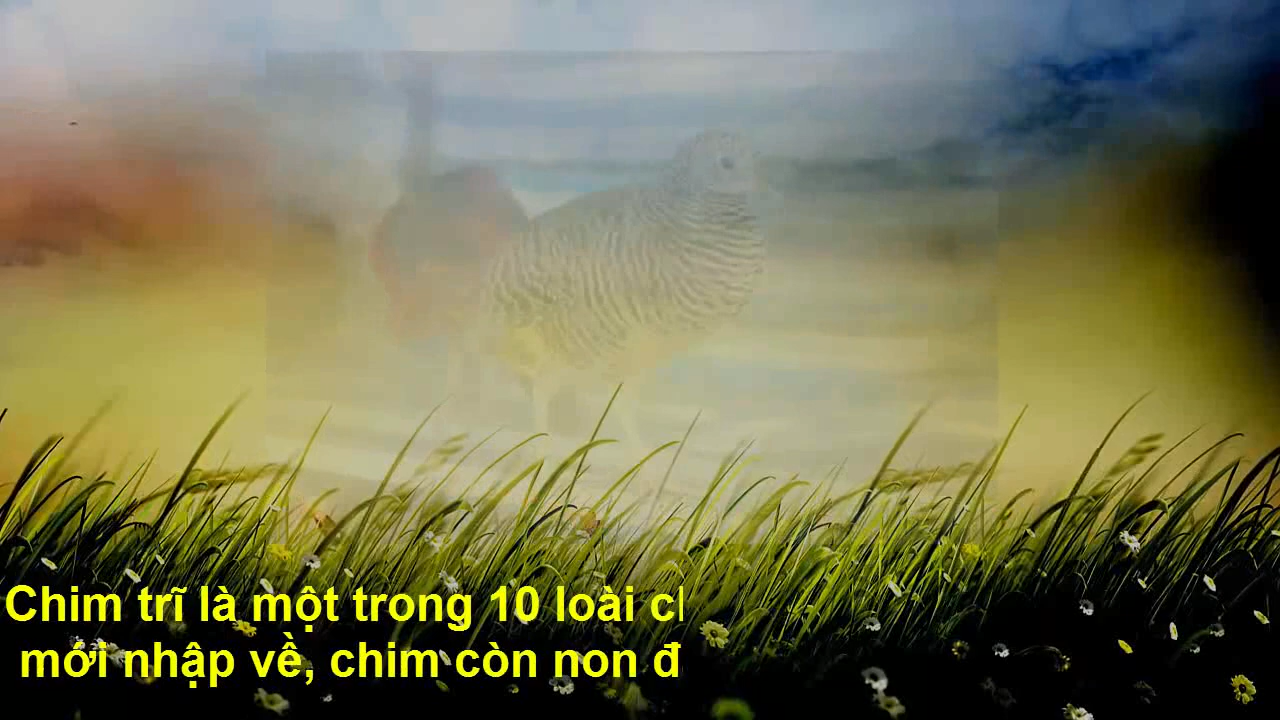 Chim trĩ là một trong 10 loài
mới nhập về, chim còn non đ